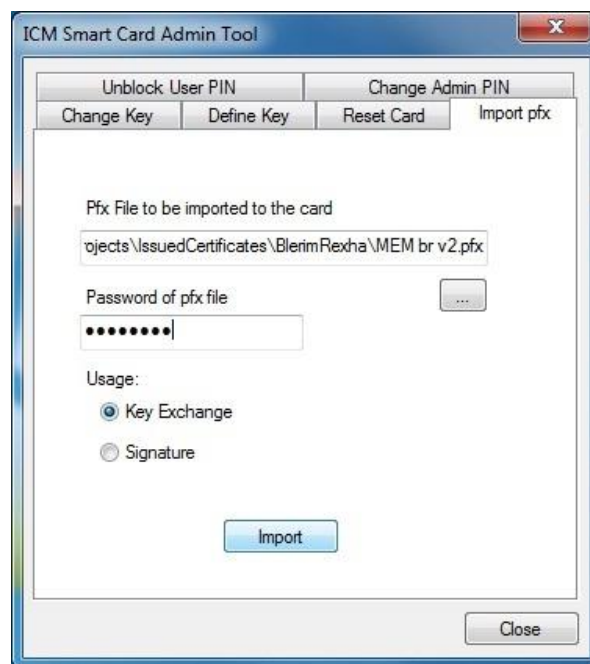 ICM Smart Card Admin Tool
Unblock User PIN Change Admin PIN
Change Key Define Key Reset Card Import pfx
Pfx File to be imported to the card
ojects\IssuedCertificates\BlerimRexha\MEM br v2.pfx
...
Password of pfx file
●●●●●●●●
Usage:
Key Exchange
Signature
Import
Close